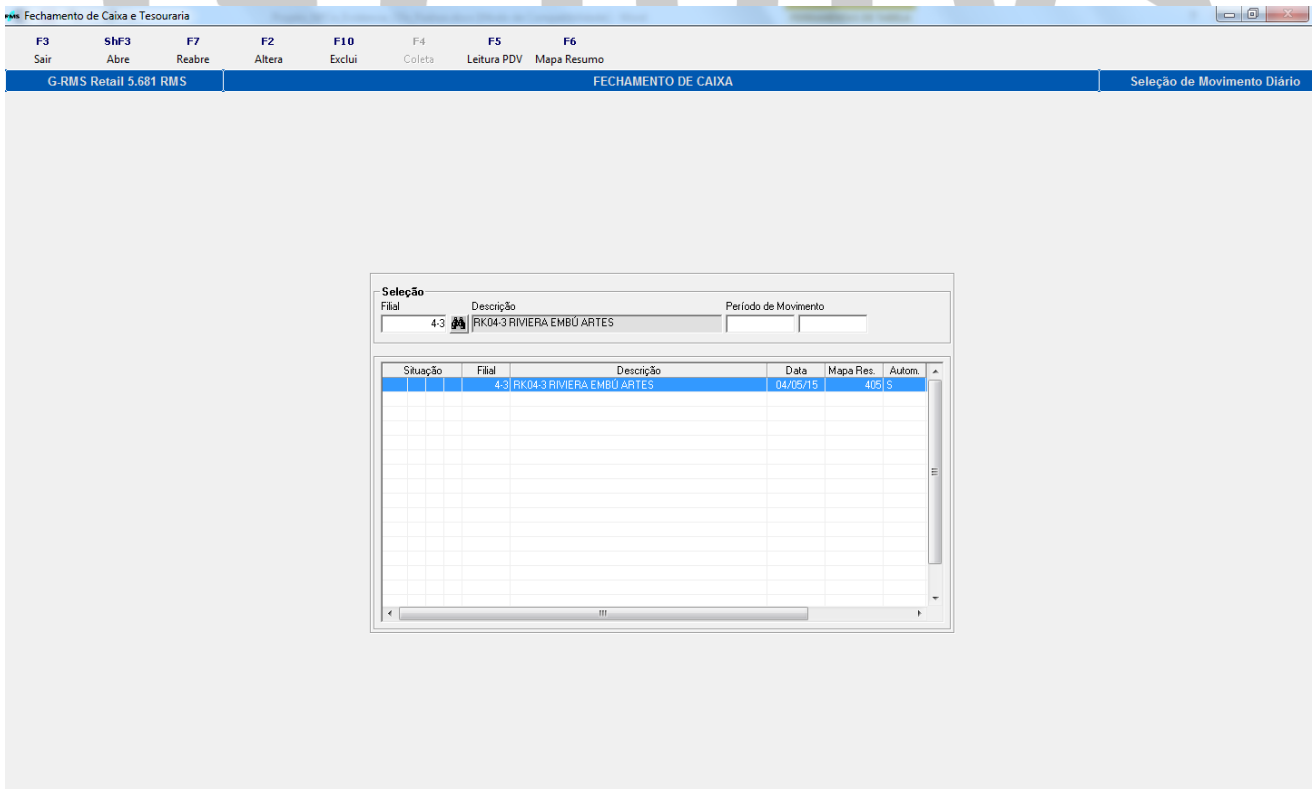 RMS Fechamento de Caixa e Tesouraria
F3 ShF3 F7 F2 F10 F4 F5 F6
Sair Abre Reabre Altera Exclui Coleta Leitura PDV Mapa Resumo
G-RMS Retail 5.681 RMS FECHAMENTO DE CAIXA Seleção de Movimento Diário
Seleção
Filial Descrição Período de Movimento
4-3 RK04-3 RIVIERA EMBÚ ARTES
Situação Filial Descrição Data Mapa Res. Autom.
4-3 RK04-3 RIVIERA EMBÚ ARTES 04/05/15 405 S